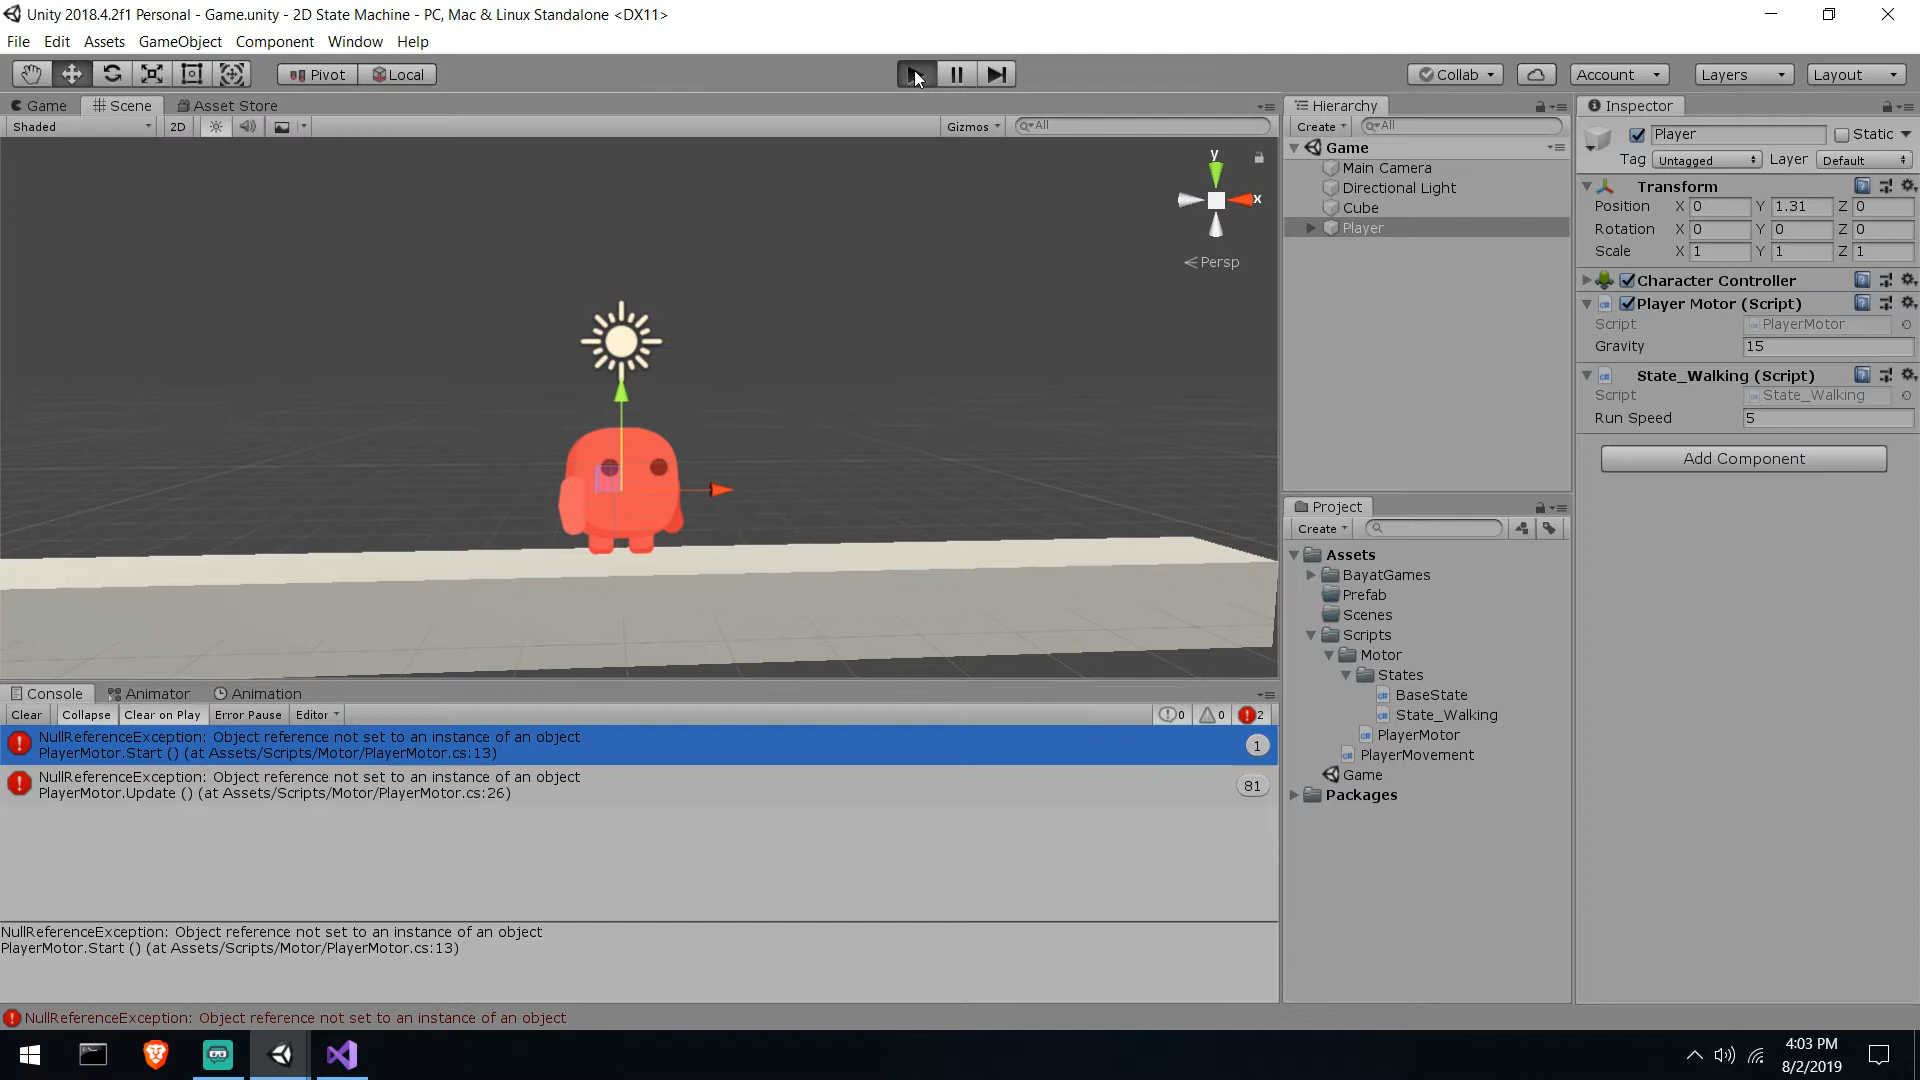 Unity 2018.4.2f1 Personal - Game.unity - 2D State Machine - PC, Mac & Linux Standalone <DX11>
File Edit Assets GameObject Component Window Help
Pivot Local Collab Account Layers Layout
Game Scene Asset Store
Shaded 2D Gizmos All
y
x
Persp
Hierarchy
Create All
Game
Main Camera
Directional Light
Cube
Player
Inspector
Player Static
Tag Untagged Layer Default
Transform
Position X 0 Y 1.31 Z 0
Rotation X 0 Y 0 Z 0
Scale X 1 Y 1 Z 1
Character Controller
Player Motor (Script)
Script PlayerMotor
Gravity 15
State_Walking (Script)
Script State_Walking
Run Speed 5
Add Component
Project
Create
Assets
BayatGames
Prefab
Scenes
Scripts
Motor
States
BaseState
State_Walking
PlayerMotor
PlayerMovement
Game
Packages
Console Animator Animation
Clear Collapse Clear on Play Error Pause Editor 0 0 2
NullReferenceException: Object reference not set to an instance of an object
PlayerMotor.Start () (at Assets/Scripts/Motor/PlayerMotor.cs:13)
1
NullReferenceException: Object reference not set to an instance of an object
PlayerMotor.Update () (at Assets/Scripts/Motor/PlayerMotor.cs:26)
81
NullReferenceException: Object reference not set to an instance of an object
PlayerMotor.Start () (at Assets/Scripts/Motor/PlayerMotor.cs:13)
NullReferenceException: Object reference not set to an instance of an object
4:03 PM
8/2/2019